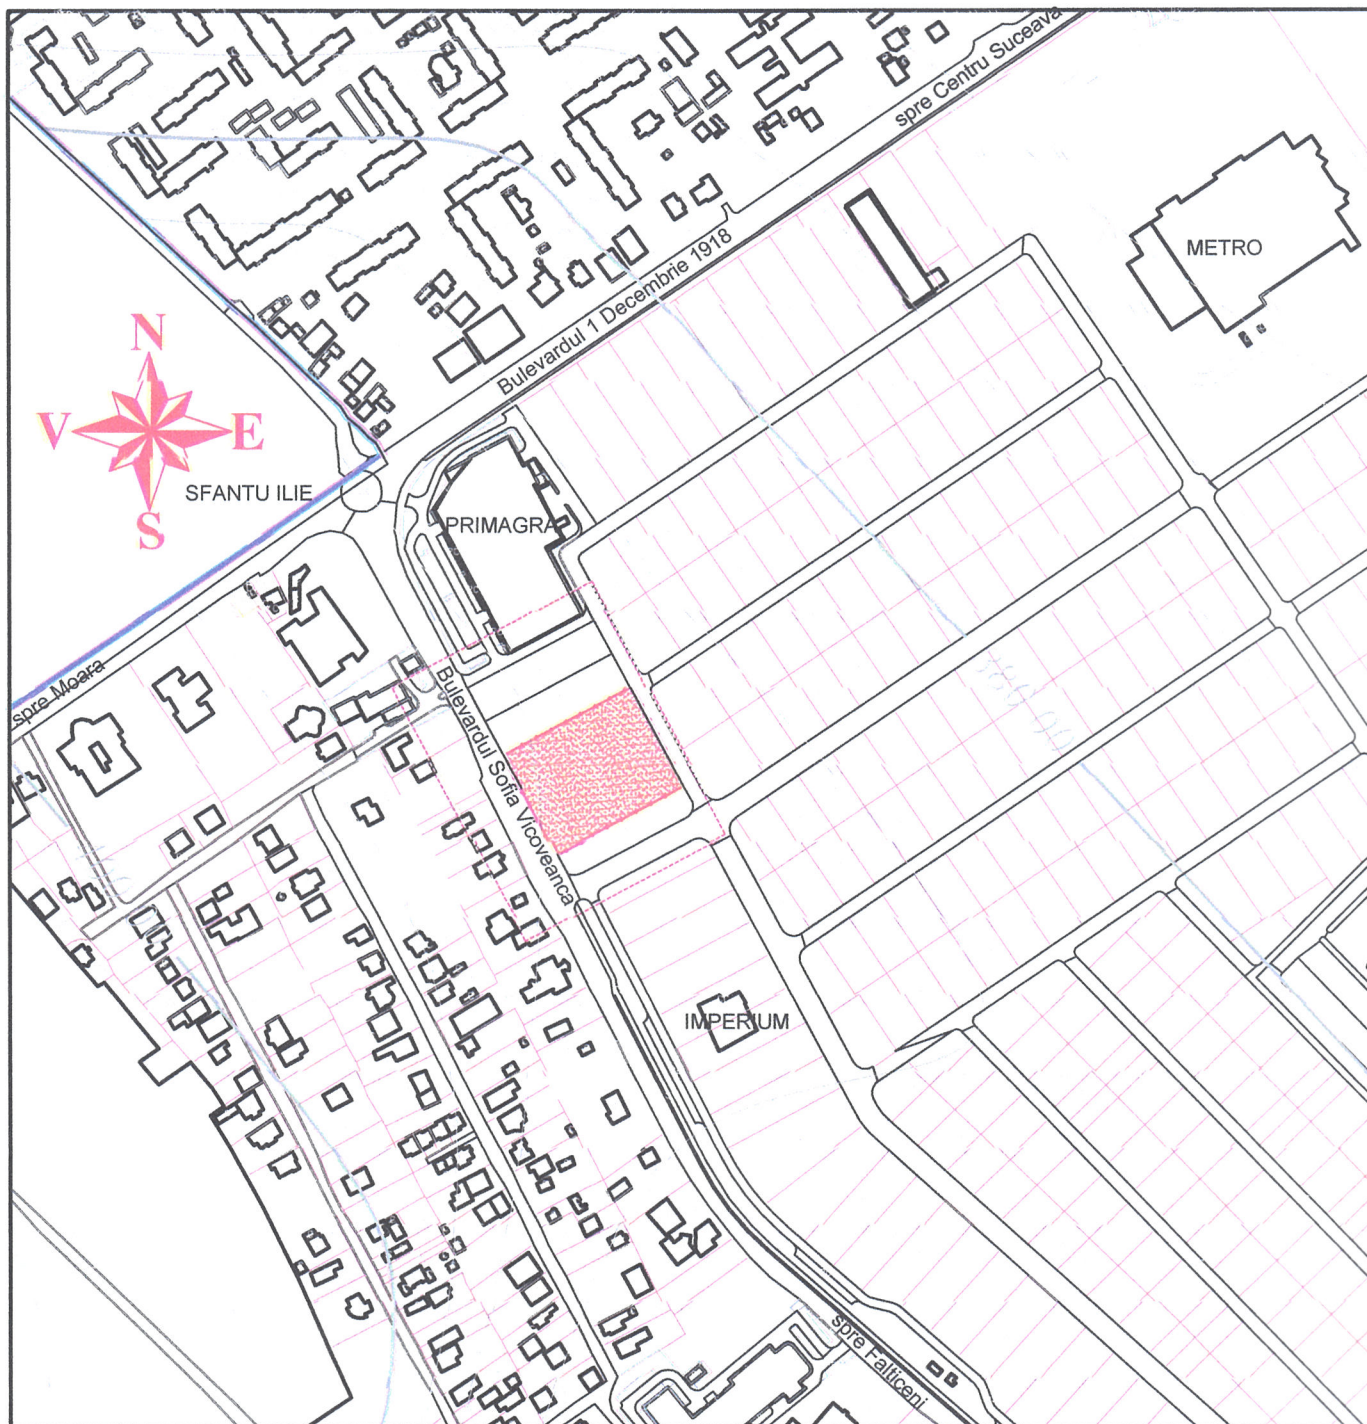 spre Centru Suceava
METRO
Bulevardul 1 Decembrie 1918
N
V
E
S
SFANTU ILIE
PRIMAGRA
spre Moara
Bulevardul Sofia Vicoveanca
IMPERIUM
spre Falticeni